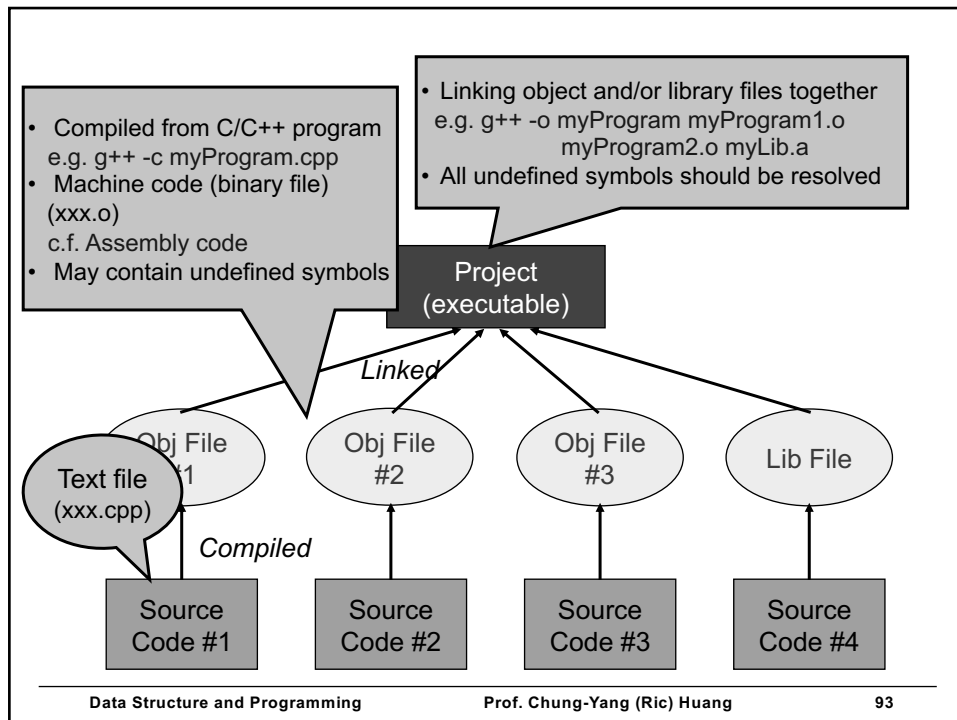 • Compiled from C/C++ program
e.g. g++ -c myProgram.cpp
• Machine code (binary file)
(xxx.o)
c.f. Assembly code
• May contain undefined symbols
• Linking object and/or library files together
e.g. g++ -o myProgram myProgram1.o
myProgram2.o myLib.a
• All undefined symbols should be resolved
Project
(executable)
Linked
Obj File
#1
Obj File
#2
Obj File
#3
Lib File
Text file
(xxx.cpp)
Compiled
Source
Code #1
Source
Code #2
Source
Code #3
Source
Code #4
Data Structure and Programming
Prof. Chung-Yang (Ric) Huang
93